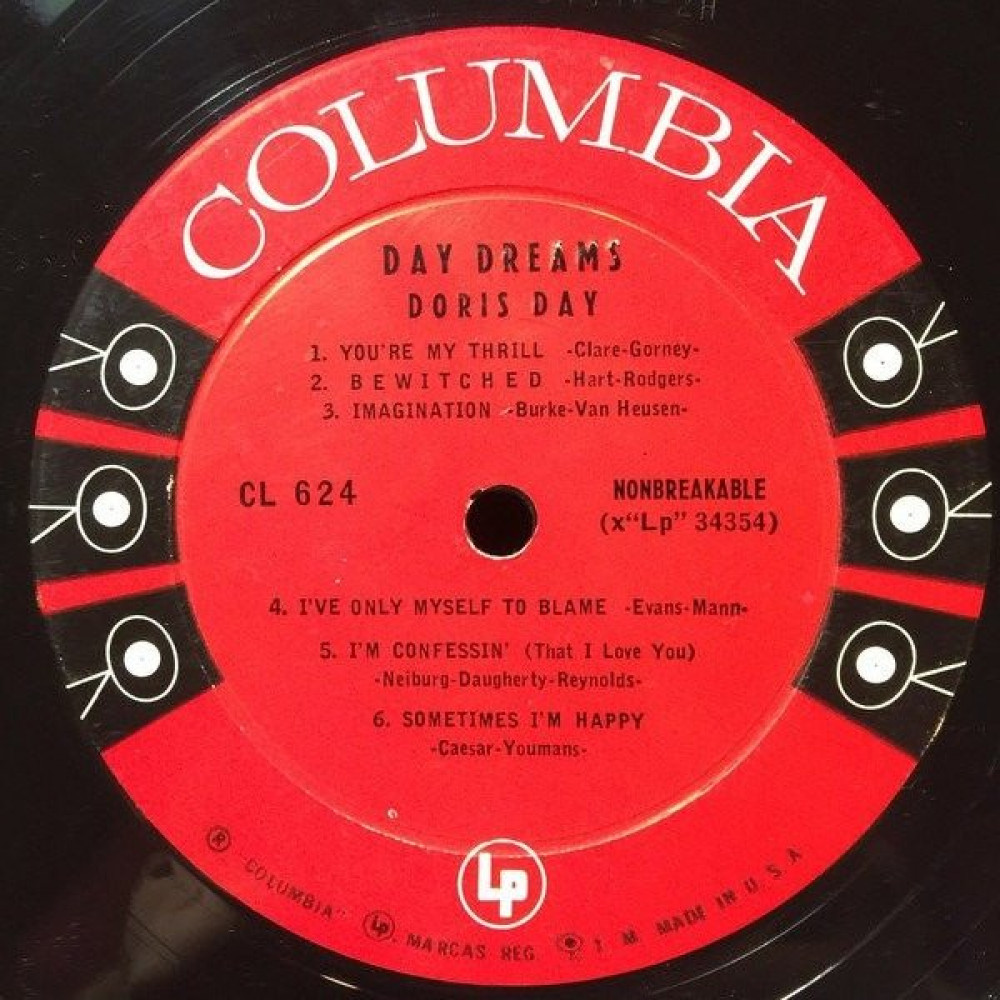 COLUMBIA
DAY DREAMS
DORIS DAY
1. YOU'RE MY THRILL -Clare-Gorney-
2. BEWITCHED -Hart-Rodgers-
3. IMAGINATION -Burke-Van Heusen-
CL 624
NONBREAKABLE
(x"Lp" 34354)
4. I'VE ONLY MYSELF TO BLAME -Evans-Mann-
5. I'M CONFESSIN' (That I Love You)
-Neiburg-Daugherty-Reynolds-
6. SOMETIMES I'M HAPPY
-Caesar-Youmans-
Lp
® "COLUMBIA" Lp. MARCAS REG T M MADE IN U S A